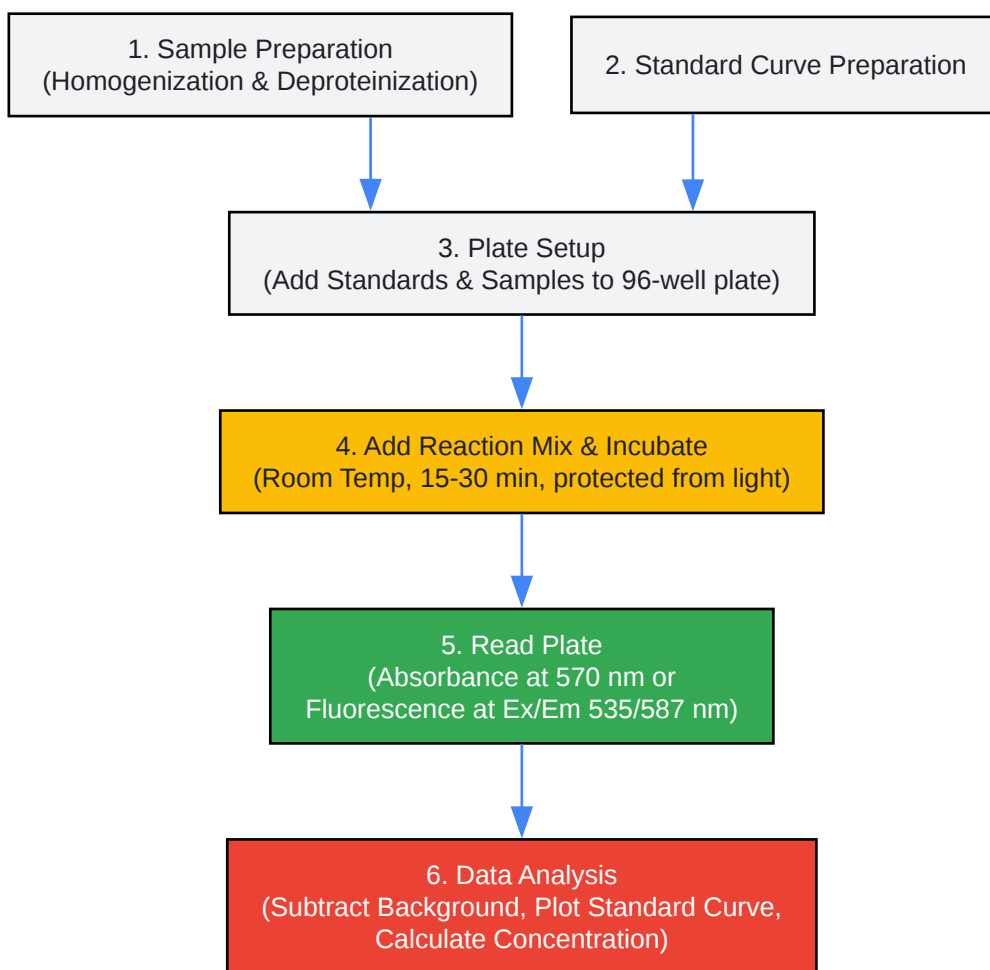 1. Sample Preparation
(Homogenization & Deproteinization)
2. Standard Curve Preparation
3. Plate Setup
(Add Standards & Samples to 96-well plate)
4. Add Reaction Mix & Incubate
(Room Temp, 15-30 min, protected from light)
5. Read Plate
(Absorbance at 570 nm or
Fluorescence at Ex/Em 535/587 nm)
6. Data Analysis
(Subtract Background, Plot Standard Curve,
Calculate Concentration)